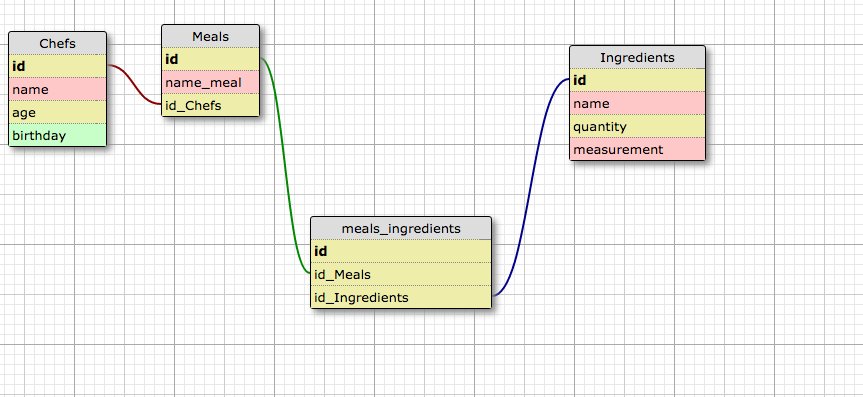 Chefs
id
name
age
birthday
Meals
id
name_meal
id_Chefs
meals_ingredients
id
id_Meals
id_Ingredients
Ingredients
id
name
quantity
measurement